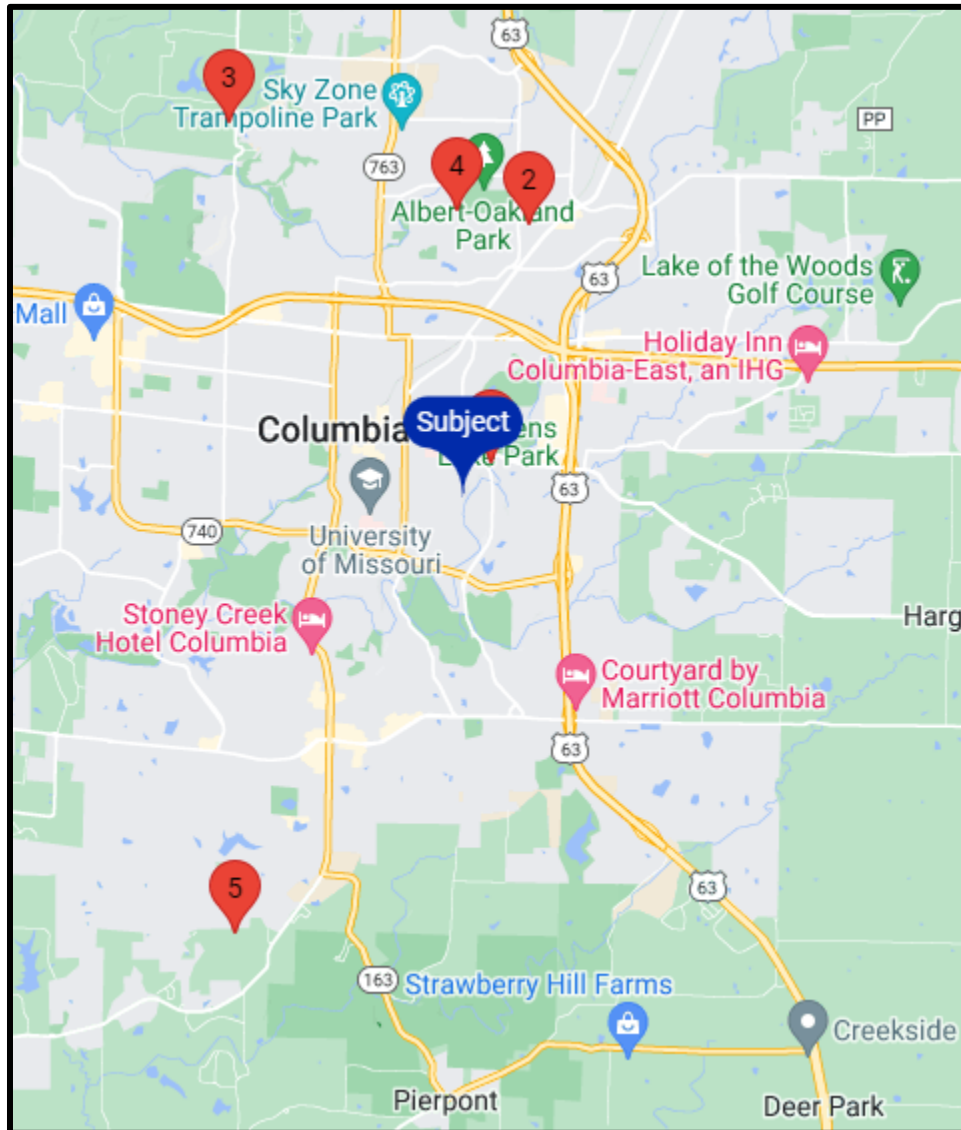 63
3
Sky Zone
Trampoline Park
PP
763
4
2
Albert-Oakland
Park
63
Lake of the Woods
Golf Course
Mall
Holiday Inn
Columbia-East, an IHG
Columbia
Subject
Park
63
740
University
of Missouri
Stoney Creek
Hotel Columbia
Harg
Courtyard by
Marriott Columbia
63
5
63
163
Strawberry Hill Farms
Creekside
Pierpont
Deer Park